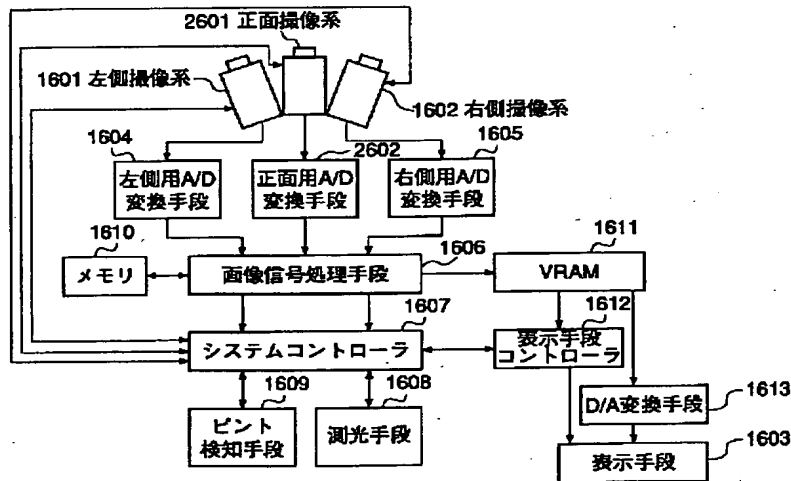 2601 正面撮像系
1601 左側撮像系
1602 右側撮像系
1604
2602
1605
左側用A/D
変換手段
正面用A/D
変換手段
右側用A/D
変換手段
1610
1606
1611
メモリ
画像信号処理手段
VRAM
1607
1612
システムコントローラ
表示手段
コントローラ
1609
1608
1613
ピント
検知手段
測光手段
D/A変換手段
1603
表示手段